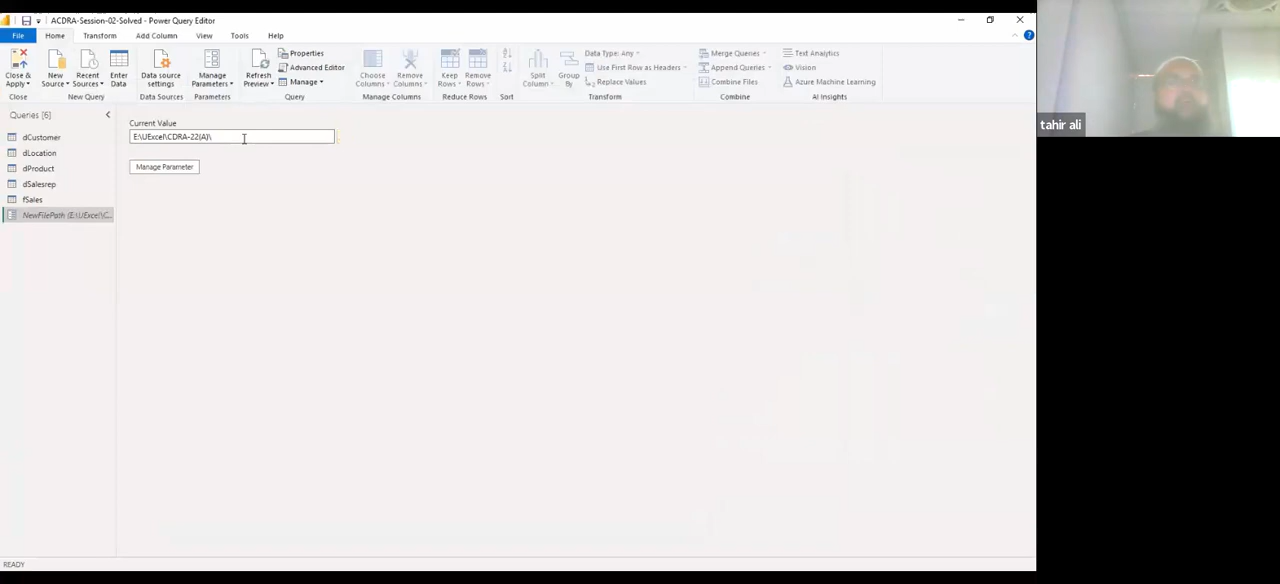 ACDRA-Session-02-Solved - Power Query Editor
File Home Transform Add Column View Tools Help
Close & Apply
Close
New Source
Recent Sources
Enter Data
New Query
Data source settings
Data Sources
Manage Parameters
Parameters
Refresh Preview
Properties
Advanced Editor
Manage
Query
Choose Columns
Remove Columns
Manage Columns
Keep Rows
Remove Rows
Reduce Rows
Sort
Split Column
Group By
Data Type: Any
Use First Row as Headers
Replace Values
Transform
Merge Queries
Append Queries
Combine Files
Combine
Text Analytics
Vision
Azure Machine Learning
AI Insights
Queries [6]
dCustomer
dLocation
dProduct
dSalesrep
fSales
NewFilePath (E:\UExcel\C...
Current Value
E:\UExcel\CDRA-22(A)\
Manage Parameter
tahir ali
READY